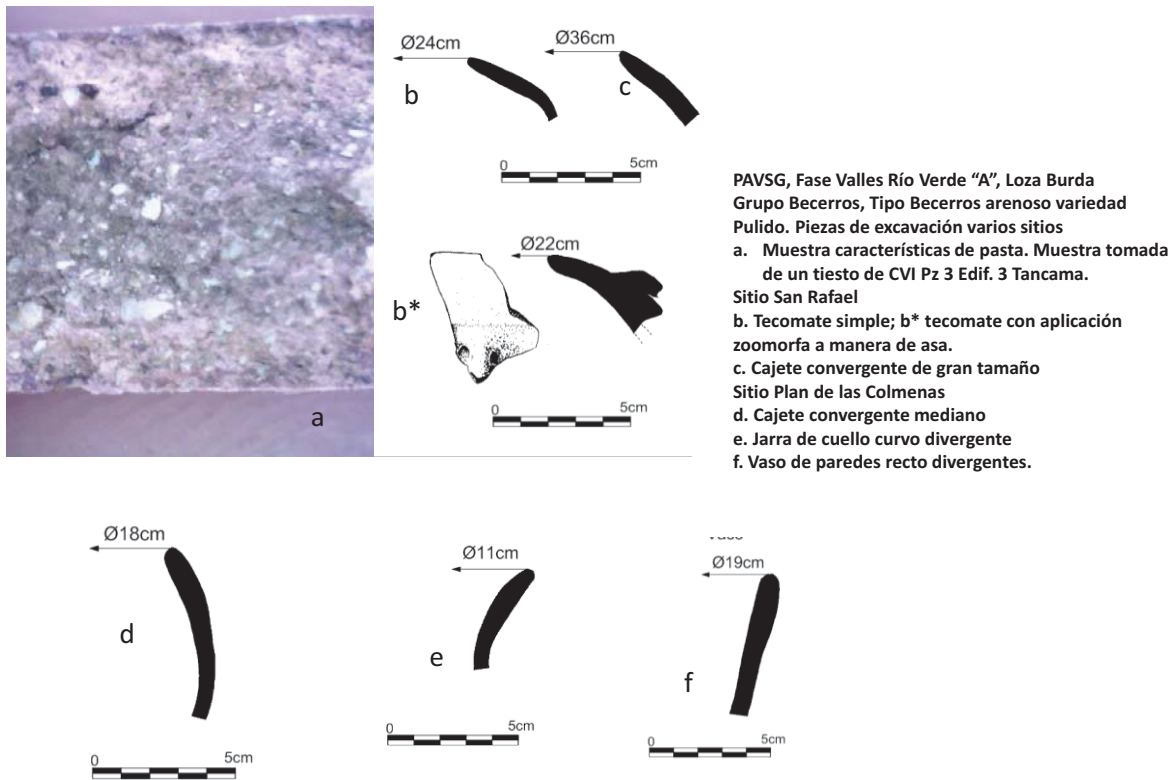 Ø24cm
Ø36cm
b
c
0 5cm
Ø22cm
b*
0 5cm
a
PAVSG, Fase Valles Río Verde “A”, Loza Burda
Grupo Becerros, Tipo Becerros arenoso variedad
Pulido. Piezas de excavación varios sitios
a. Muestra características de pasta. Muestra tomada
de un tiesto de CVI Pz 3 Edif. 3 Tancama.
Sitio San Rafael
b. Tecomate simple; b* tecomate con aplicación
zoomorfa a manera de asa.
c. Cajete convergente de gran tamaño
Sitio Plan de las Colmenas
d. Cajete convergente mediano
e. Jarra de cuello curvo divergente
f. Vaso de paredes recto divergentes.
Ø18cm
d
0 5cm
Ø11cm
e
0 5cm
Ø19cm
f
0 5cm